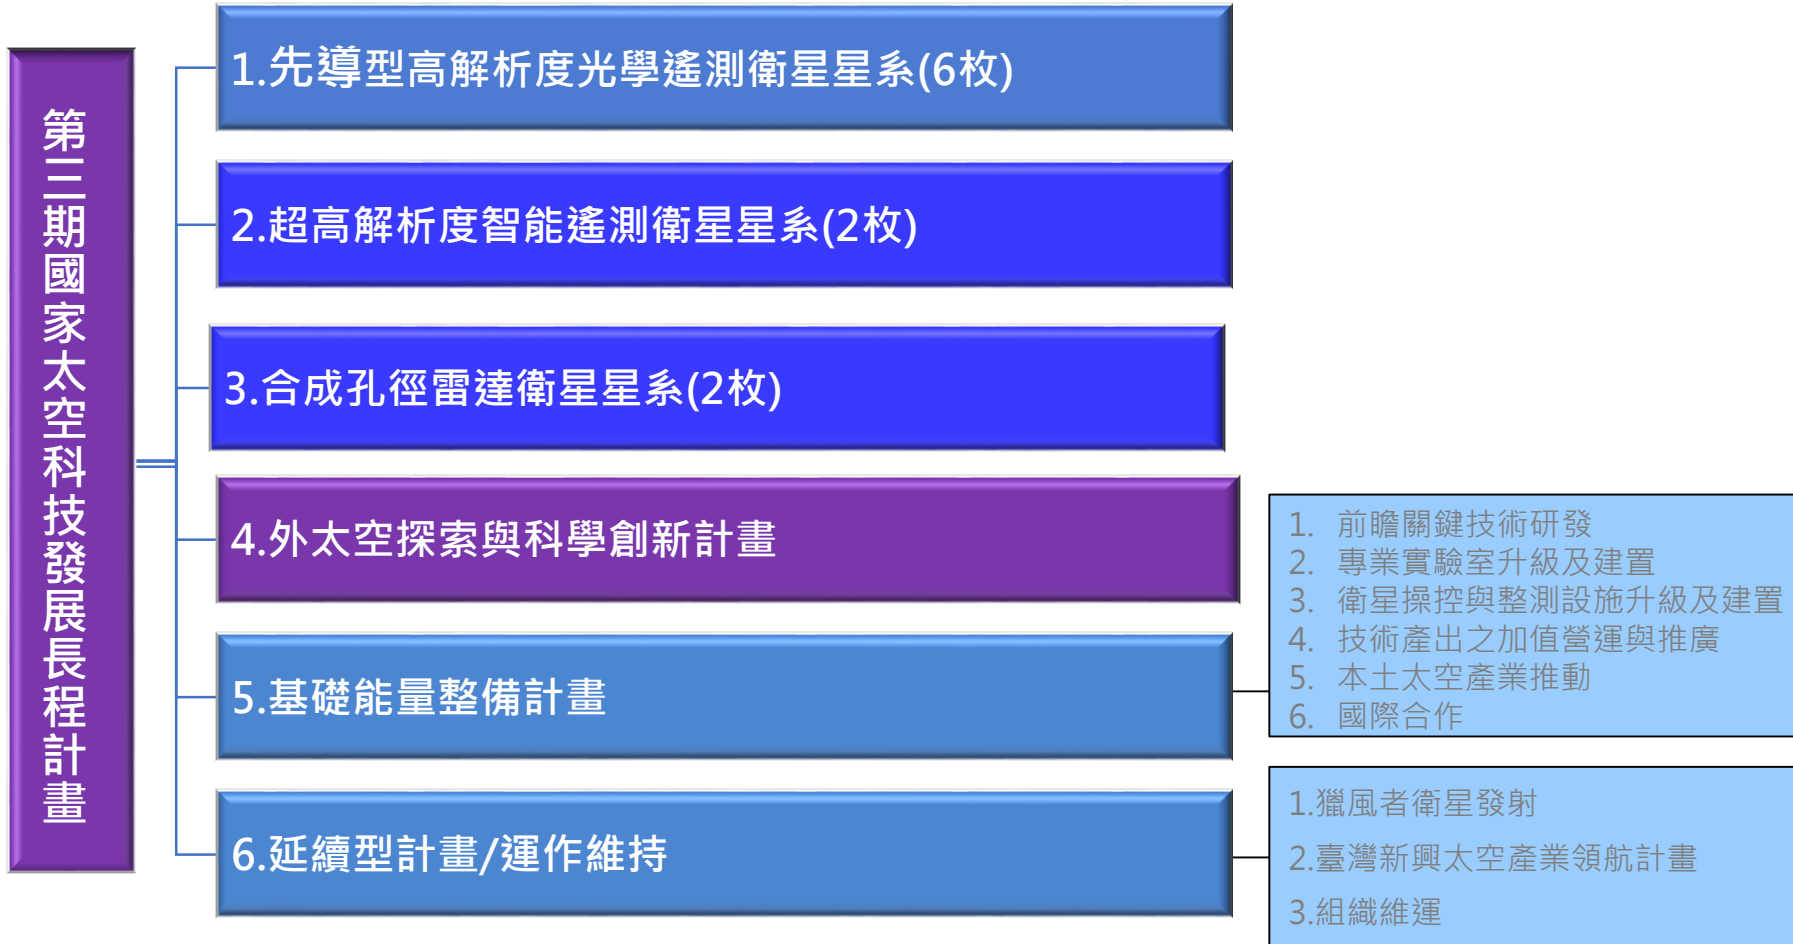 第三期國家太空科技發展長程計畫
1.先導型高解析度光學遙測衛星星系(6枚)
2.超高解析度智能遙測衛星星系(2枚)
3.合成孔徑雷達衛星星系(2枚)
4.外太空探索與科學創新計畫
5.基礎能量整備計畫
1. 前瞻關鍵技術研發
2. 專業實驗室升級及建置
3. 衛星操控與整測設施升級及建置
4. 技術產出之加值營運與推廣
5. 本土太空產業推動
6. 國際合作
6.延續型計畫/運作維持
1.獵風者衛星發射
2.臺灣新興太空產業領航計畫
3.組織維運